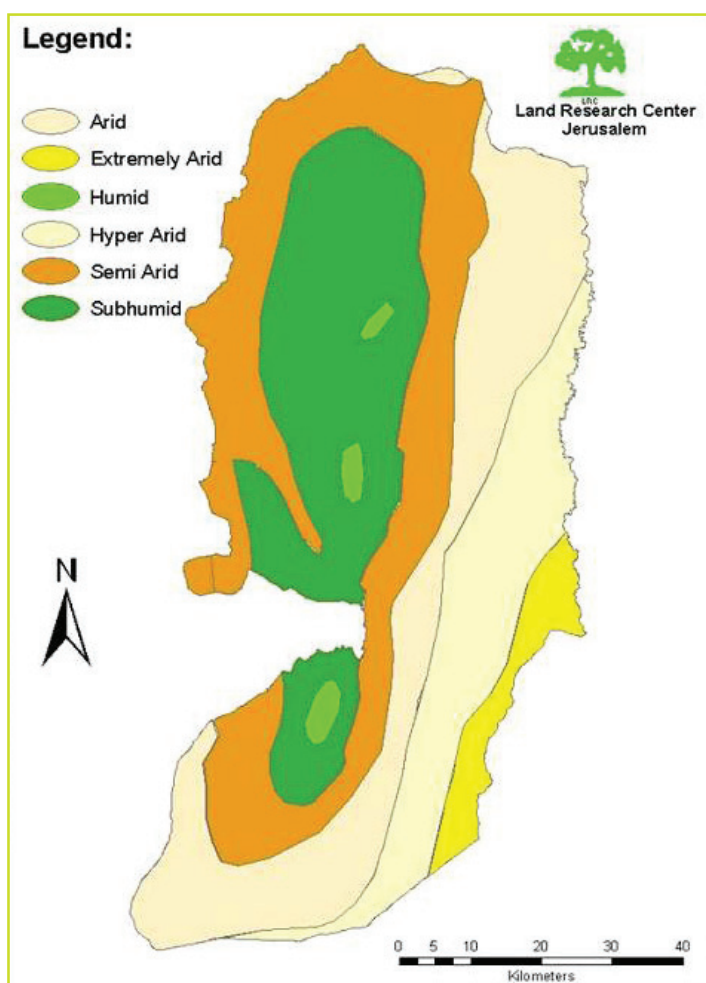 Legend:
Arid
Extremely Arid
Humid
Hyper Arid
Semi Arid
Subhumid
LRC
Land Research Center
Jerusalem
N
0 5 10 20 30 40
Kilometers